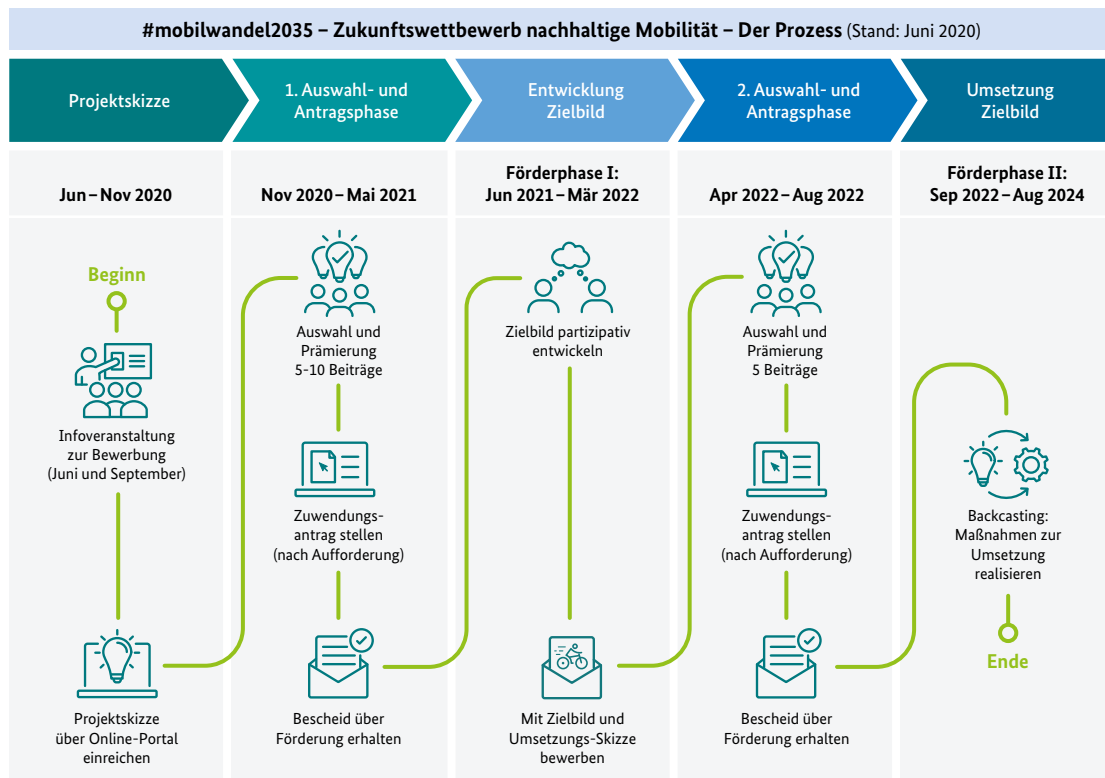 #mobilwandel2035 – Zukunftswettbewerb nachhaltige Mobilität – Der Prozess (Stand: Juni 2020)
Projektskizze
1. Auswahl- und
Antragsphase
Entwicklung
Zielbild
2. Auswahl- und
Antragsphase
Umsetzung
Zielbild
Jun – Nov 2020
Nov 2020 – Mai 2021
Förderphase I:
Jun 2021 – Mär 2022
Apr 2022 – Aug 2022
Förderphase II:
Sep 2022 – Aug 2024
Beginn
Infoveranstaltung
zur Bewerbung
(Juni und September)
Projektskizze
über Online-Portal
einreichen
Auswahl und
Prämierung
5-10 Beiträge
Zuwendungs-
antrag stellen
(nach Aufforderung)
Bescheid über
Förderung erhalten
Zielbild partizipativ
entwickeln
Mit Zielbild und
Umsetzungs-Skizze
bewerben
Auswahl und
Prämierung
5 Beiträge
Zuwendungs-
antrag stellen
(nach Aufforderung)
Bescheid über
Förderung erhalten
Backcasting:
Maßnahmen zur
Umsetzung
realisieren
Ende